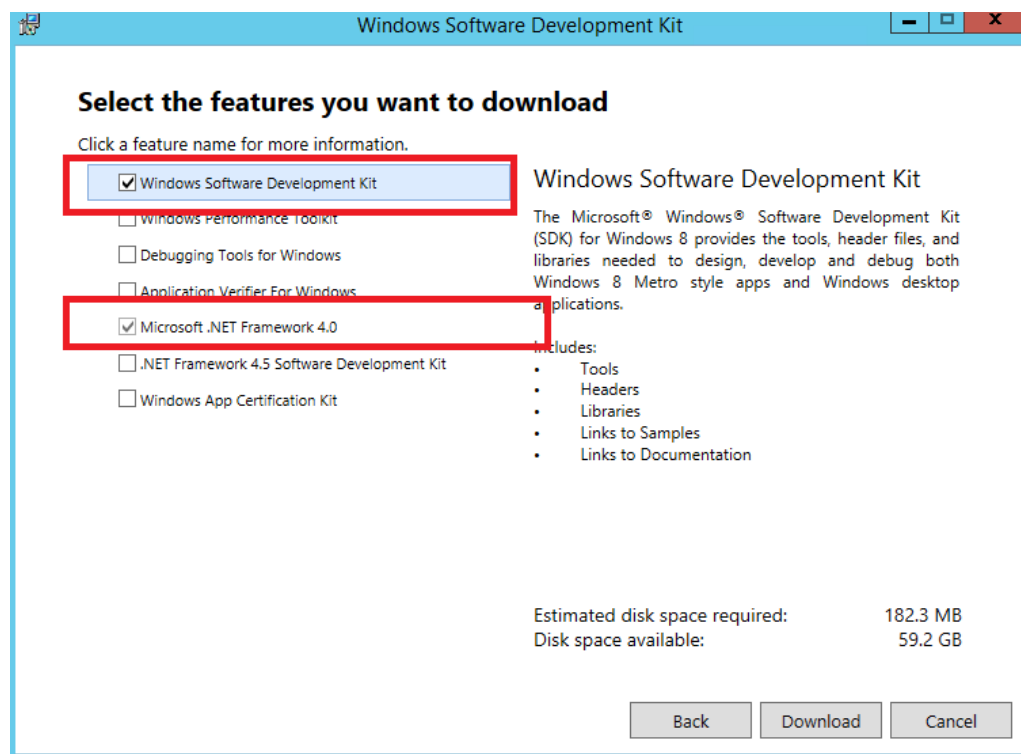 Windows Software Development Kit
Select the features you want to download
Click a feature name for more information.
Windows Software Development Kit
Windows Performance Toolkit
Debugging Tools for Windows
Application Verifier For Windows
Microsoft .NET Framework 4.0
.NET Framework 4.5 Software Development Kit
Windows App Certification Kit
Windows Software Development Kit
The Microsoft® Windows® Software Development Kit
(SDK) for Windows 8 provides the tools, header files, and
libraries needed to design, develop and debug both
Windows 8 Metro style apps and Windows desktop
applications.
Includes:
• Tools
• Headers
• Libraries
• Links to Samples
• Links to Documentation
Estimated disk space required: 182.3 MB
Disk space available: 59.2 GB
Back Download Cancel